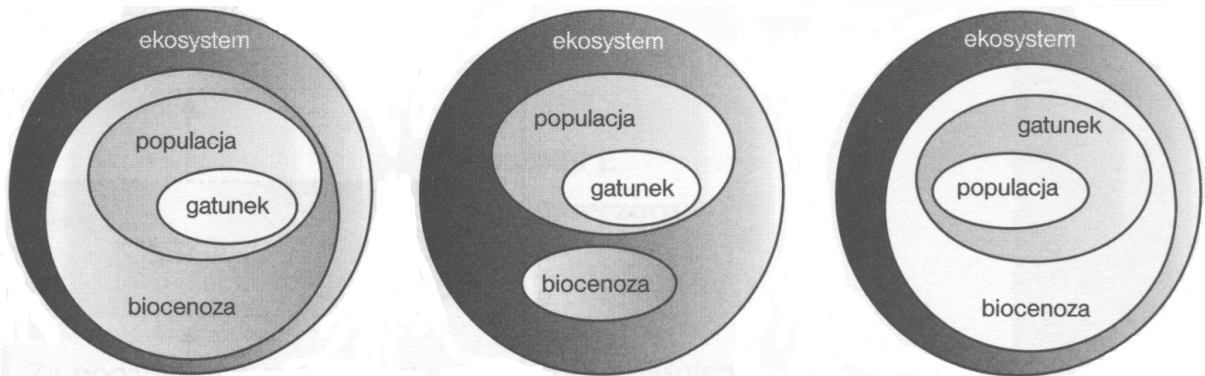 ekosystem
populacja
gatunek
biocenoza
ekosystem
populacja
gatunek
biocenoza
ekosystem
gatunek
populacja
biocenoza